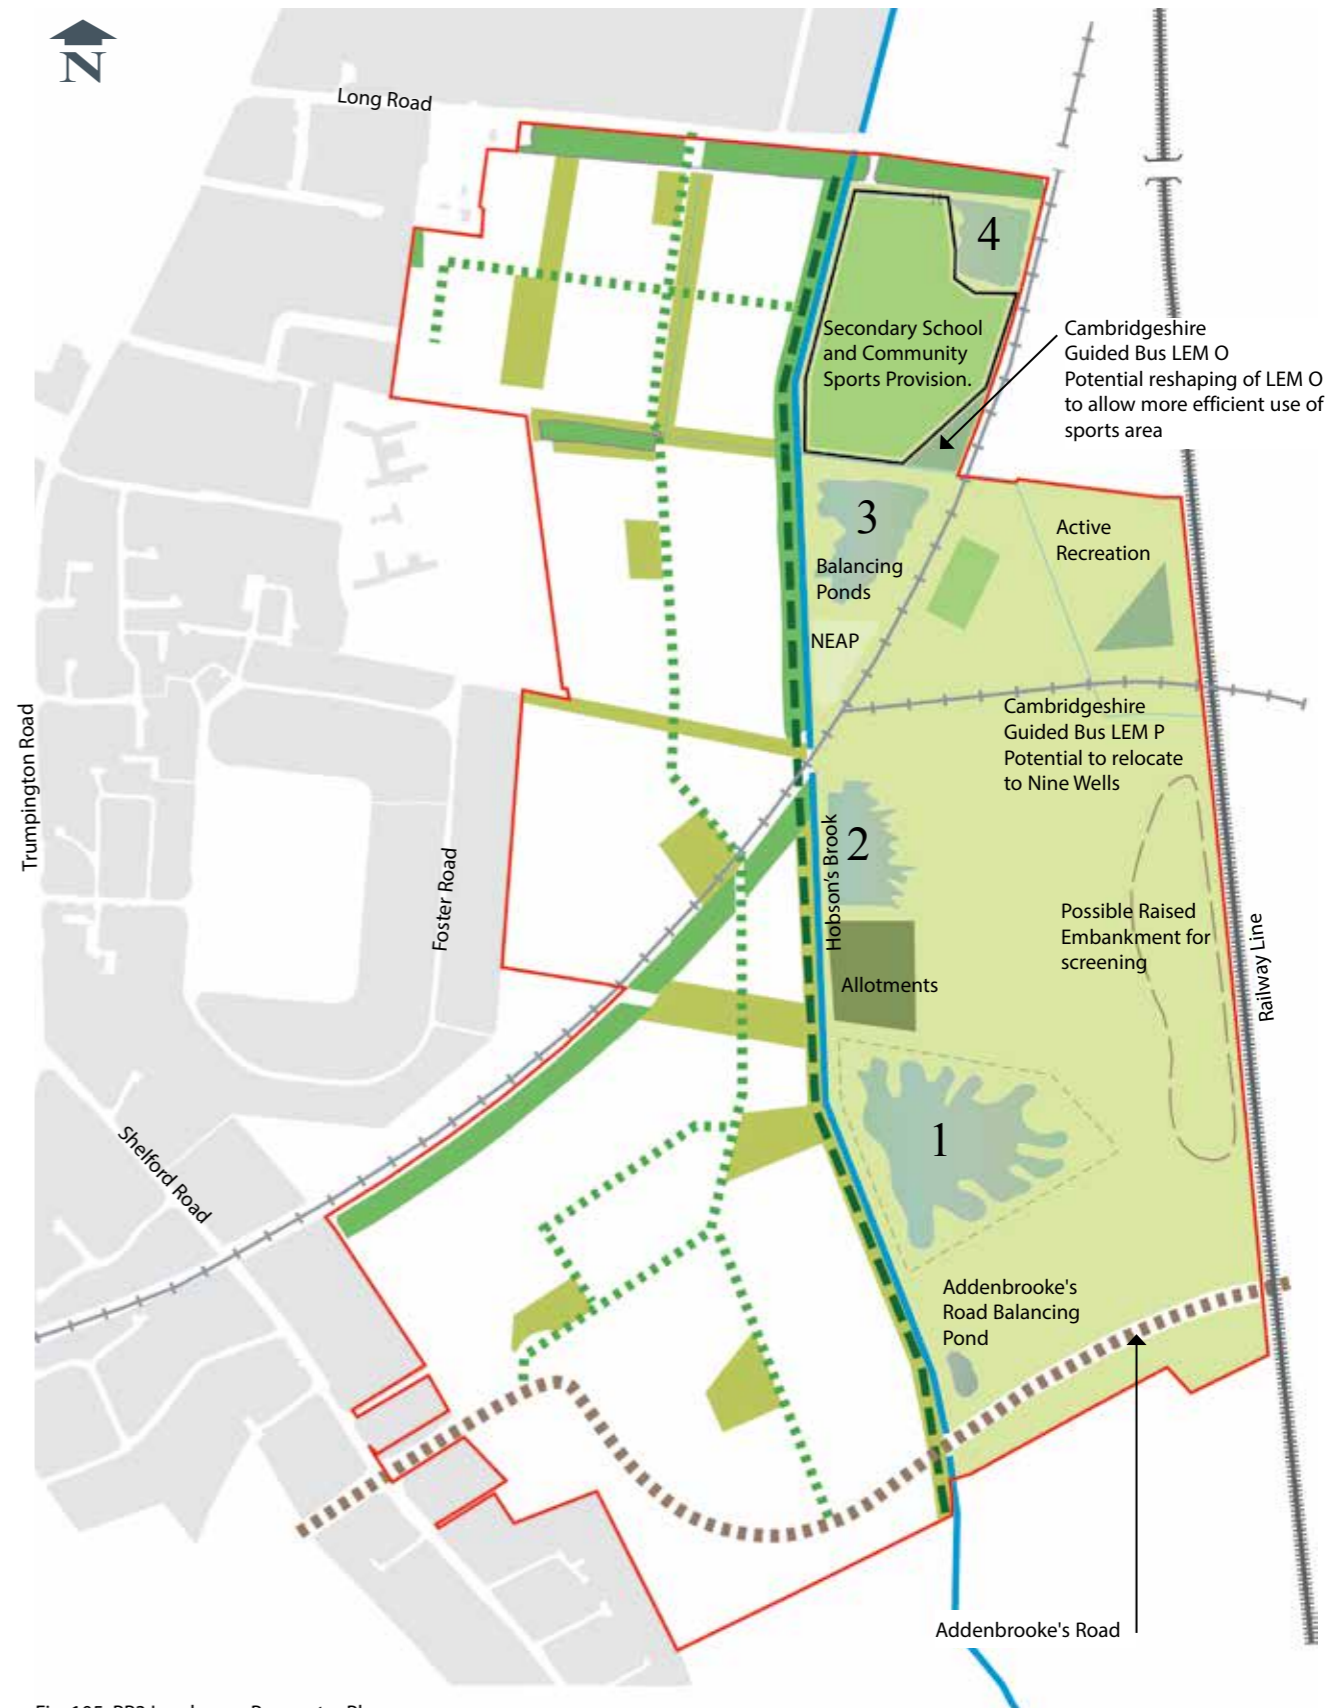 N
Long Road
4
Secondary School
and Community
Sports Provision.
Cambridgeshire
Guided Bus LEM O
Potential reshaping of LEM O
to allow more efficient use of
sports area
3
Balancing
Ponds
Active
Recreation
NEAP
Cambridgeshire
Guided Bus LEM P
Potential to relocate
to Nine Wells
Trumpington Road
Foster Road
Hobson's Brook
2
Possible Raised
Embankment for
screening
Railway Line
Allotments
1
Shelford Road
Addenbrooke's
Road Balancing
Pond
Addenbrooke's Road